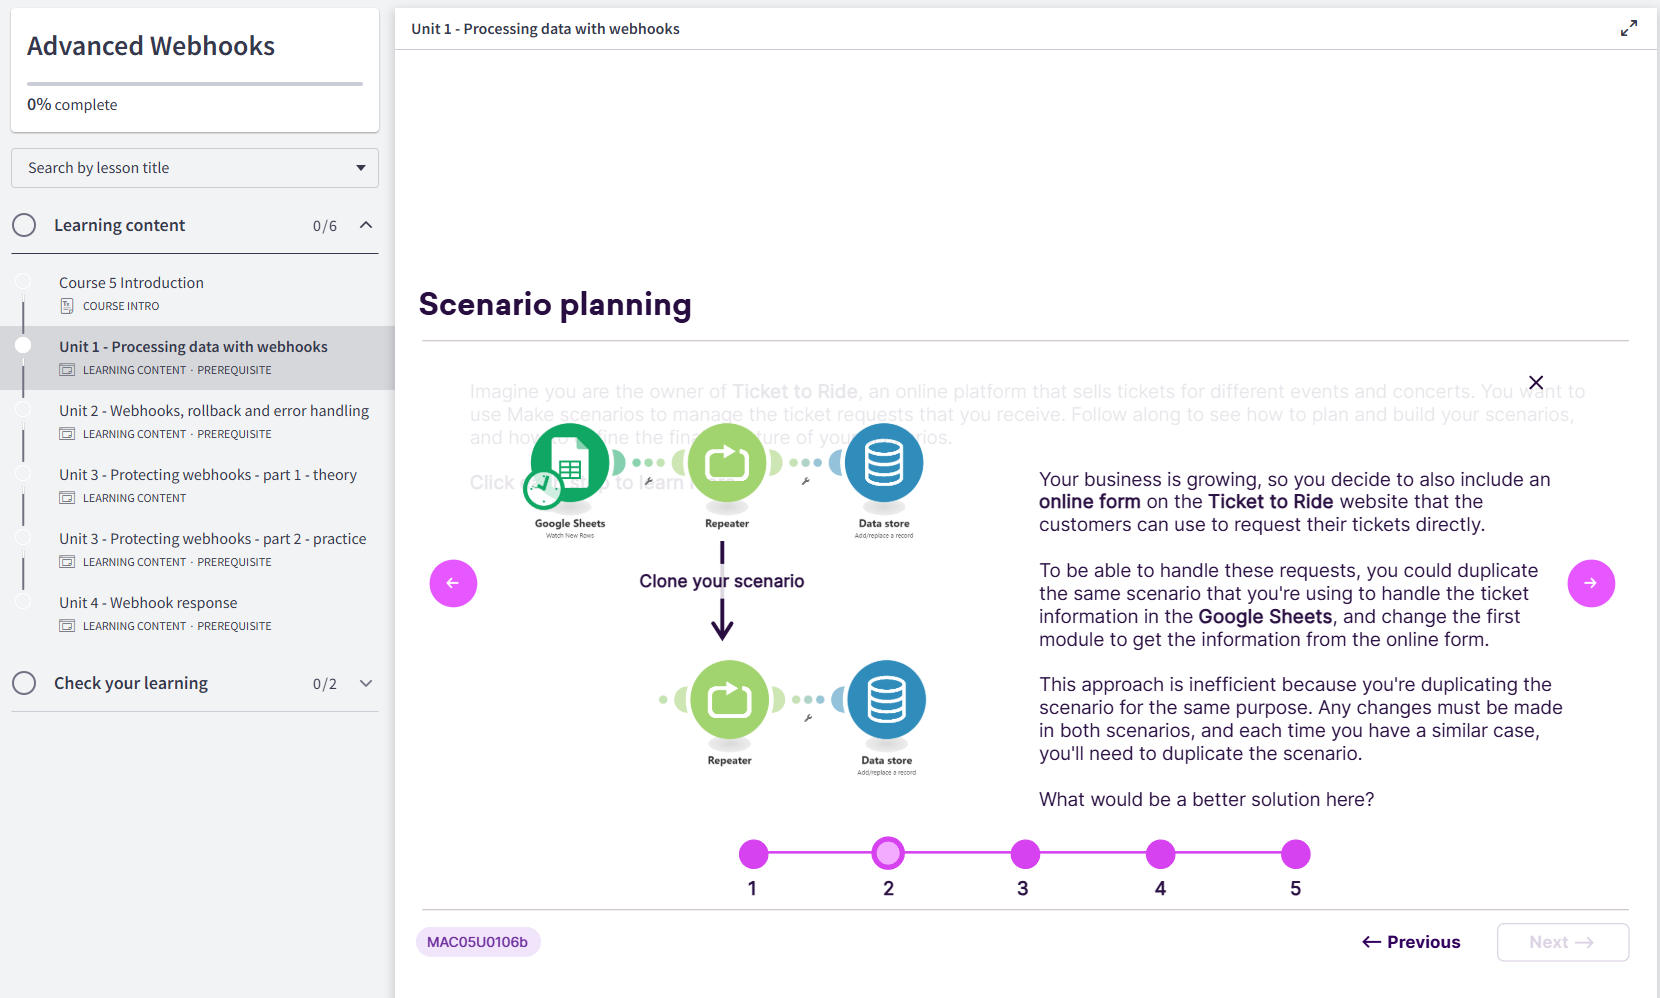 Advanced Webhooks
0% complete
Search by lesson title
Learning content 0/6
Course 5 Introduction
COURSE INTRO
Unit 1 - Processing data with webhooks
LEARNING CONTENT · PREREQUISITE
Unit 2 - Webhooks, rollback and error handling
LEARNING CONTENT · PREREQUISITE
Unit 3 - Protecting webhooks - part 1 - theory
LEARNING CONTENT
Unit 3 - Protecting webhooks - part 2 - practice
LEARNING CONTENT · PREREQUISITE
Unit 4 - Webhook response
LEARNING CONTENT · PREREQUISITE
Check your learning 0/2
Unit 1 - Processing data with webhooks
Scenario planning
Imagine you are the owner of Ticket to Ride, an online platform that sells tickets for different events and concerts. You want to
use Make scenarios to manage the ticket requests that you receive. Follow along to see how to plan and build your scenarios,
and how the of your
Click to learn
Google Sheets
Watch New Rows
Repeater
Data store
Add/replace a record
Clone your scenario
Repeater
Data store
Add/replace a record
Your business is growing, so you decide to also include an
online form on the Ticket to Ride website that the
customers can use to request their tickets directly.
To be able to handle these requests, you could duplicate
the same scenario that you're using to handle the ticket
information in the Google Sheets, and change the first
module to get the information from the online form.
This approach is inefficient because you're duplicating the
scenario for the same purpose. Any changes must be made
in both scenarios, and each time you have a similar case,
you'll need to duplicate the scenario.
What would be a better solution here?
1 2 3 4 5
MAC05U0106b
← Previous
Next →